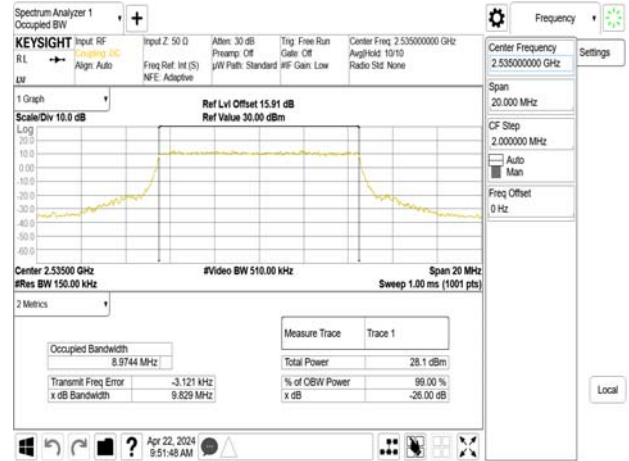 Spectrum Analyzer 1
Occupied BW
Frequency
KEYSIGHT
Input: RF
Coupling: DC
Align: Auto
Input Z: 50 Ω
Freq Ref: Int (S)
NFE: Adaptive
Atten: 30 dB
Preamp: Off
µW Path: Standard
Trig: Free Run
Gate: Off
#IF Gain: Low
Center Freq: 2.535000000 GHz
Avg|Hold: 10/10
Radio Std: None
RL
Center Frequency
2.535000000 GHz
Settings
Span
20.000 MHz
CF Step
2.000000 MHz
Auto
Man
Freq Offset
0 Hz
Local
1 Graph
Scale/Div 10.0 dB
Ref Lvl Offset 15.91 dB
Ref Value 30.00 dBm
Log
20.0
10.0
0.00
-10.0
-20.0
-30.0
-40.0
-50.0
-60.0
Center 2.53500 GHz
#Video BW 510.00 kHz
Span 20 MHz
#Res BW 150.00 kHz
Sweep 1.00 ms (1001 pts)
2 Metrics
Measure Trace Trace 1
Occupied Bandwidth
8.9744 MHz
Total Power 28.1 dBm
Transmit Freq Error -3.121 kHz
% of OBW Power 99.00 %
x dB Bandwidth 9.829 MHz
x dB -26.00 dB
Apr 22, 2024
9:51:48 AM